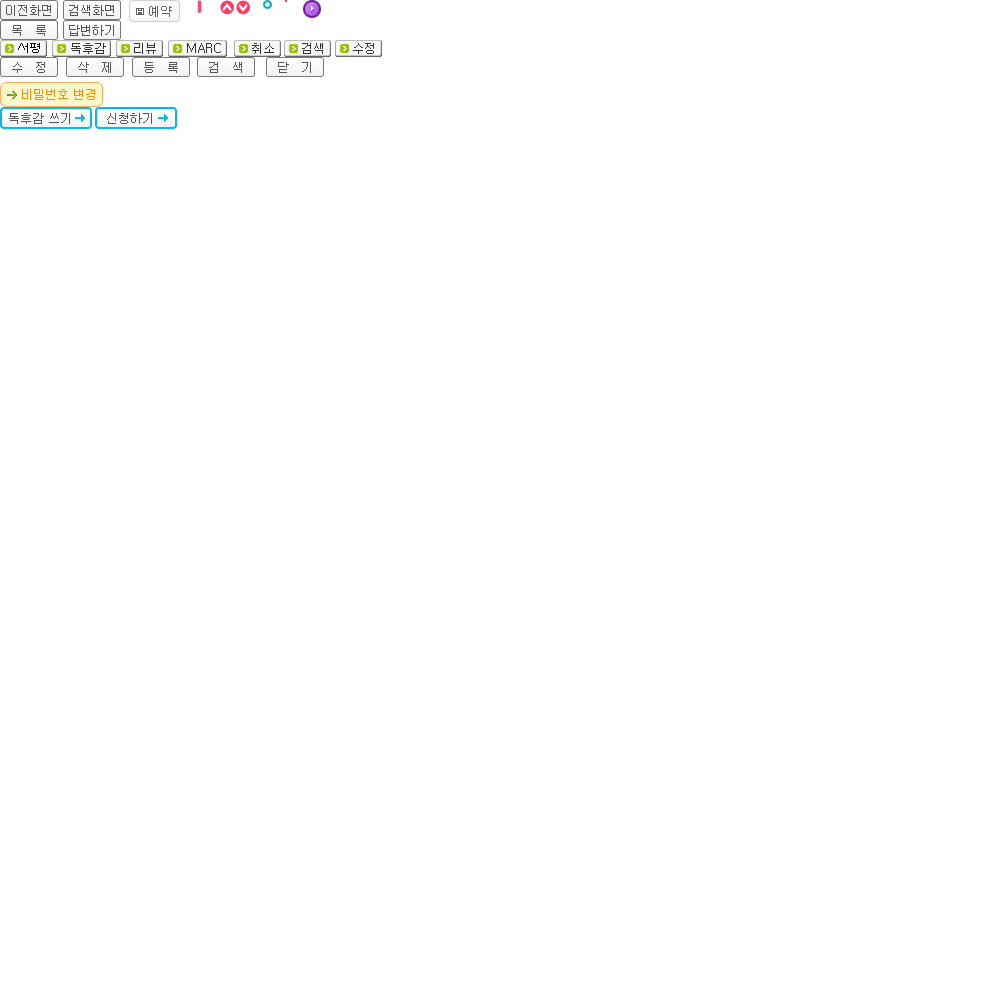 이전화면 검색화면 예약
목 록 답변하기
서평 독후감 리뷰 MARC 취소 검색 수정
수 정 삭 제 등 록 검 색 닫 기
비밀번호 변경
독후감 쓰기 신청하기